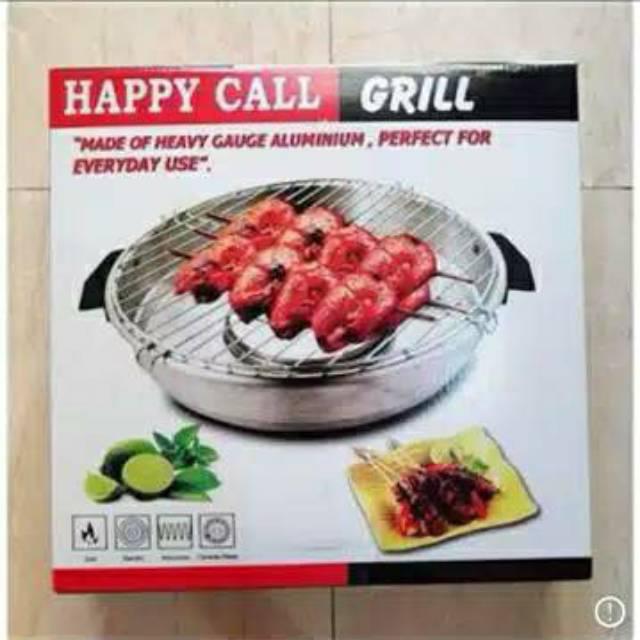 HAPPY CALL GRILL
"MADE OF HEAVY GAUGE ALUMINIUM, PERFECT FOR
EVERYDAY USE".